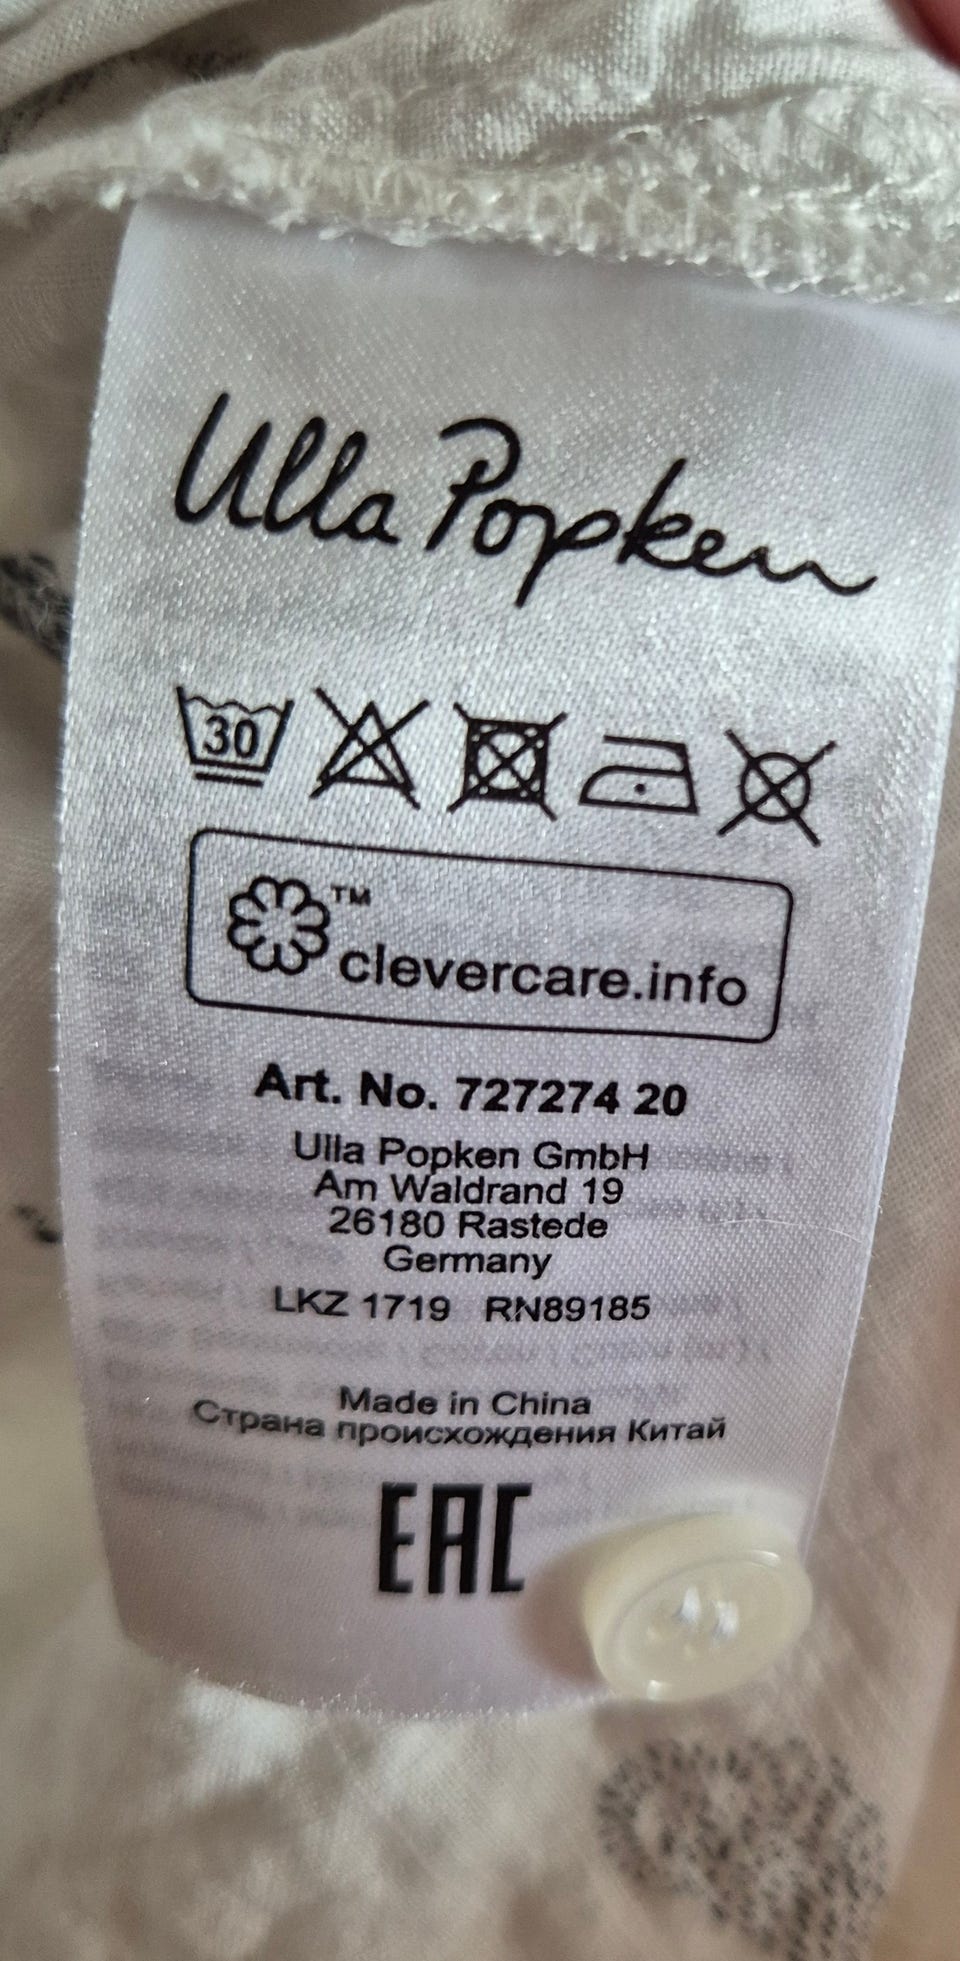 Ulla Popken
30
™
clevercare.info
Art. No. 727274 20
Ulla Popken GmbH
Am Waldrand 19
26180 Rastede
Germany
LKZ 1719 RN89185
Made in China
Страна происхождения Китай
EAC